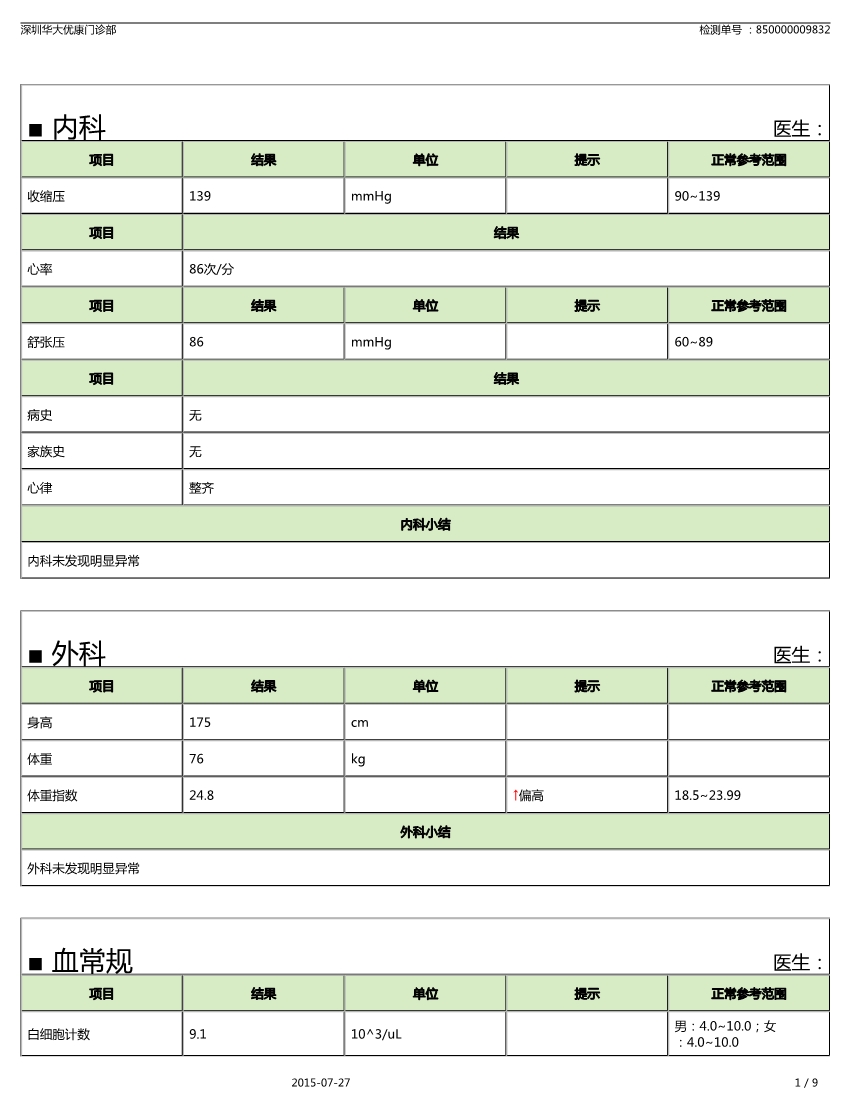 深圳华大优康门诊部 检测单号 ：850000009832
■ 内科 医生：
项目 结果 单位 提示 正常参考范围
收缩压 139 mmHg 90~139
项目 结果
心率 86次/分
项目 结果 单位 提示 正常参考范围
舒张压 86 mmHg 60~89
项目 结果
病史 无
家族史 无
心律 整齐
内科小结
内科未发现明显异常
■ 外科 医生：
项目 结果 单位 提示 正常参考范围
身高 175 cm
体重 76 kg
体重指数 24.8 ↑偏高 18.5~23.99
外科小结
外科未发现明显异常
■ 血常规 医生：
项目 结果 单位 提示 正常参考范围
白细胞计数 9.1 10^3/uL 男：4.0~10.0；女
：4.0~10.0
2015-07-27 1 / 9